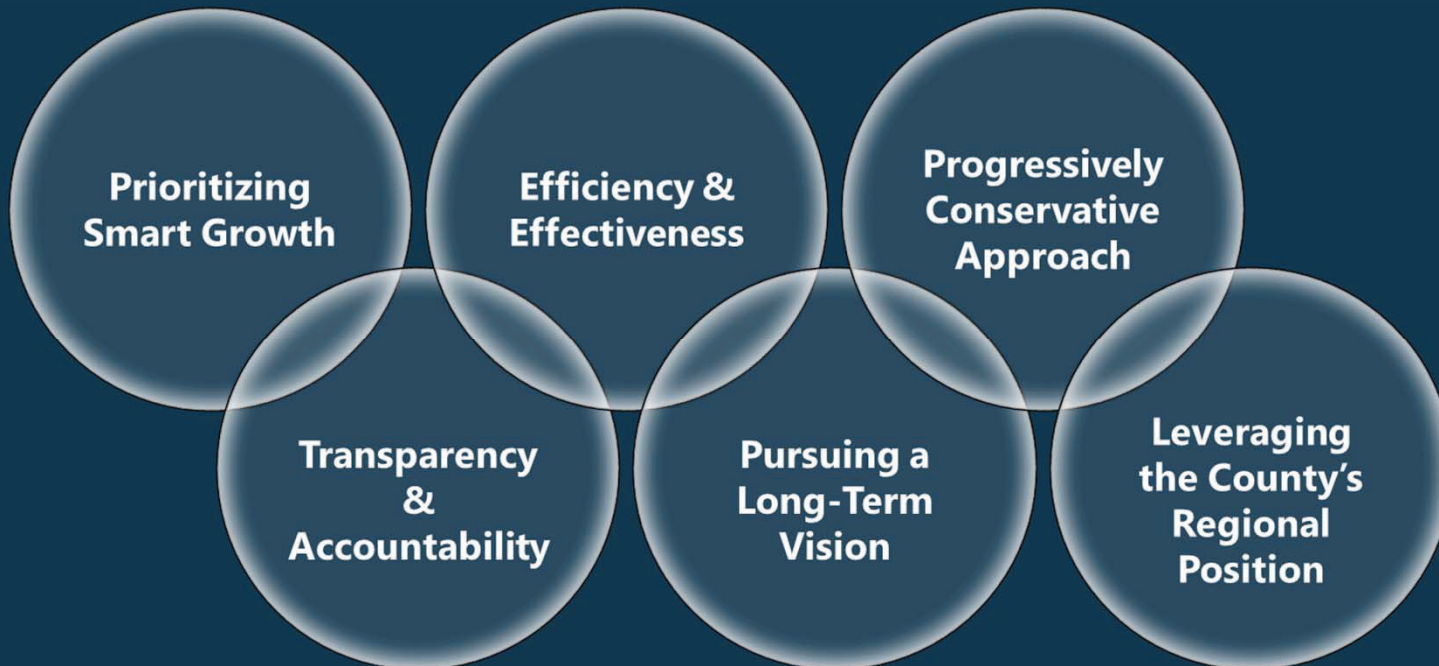 Prioritizing
Smart Growth
Efficiency &
Effectiveness
Progressively
Conservative
Approach
Transparency
&
Accountability
Pursuing a
Long-Term
Vision
Leveraging
the County’s
Regional
Position